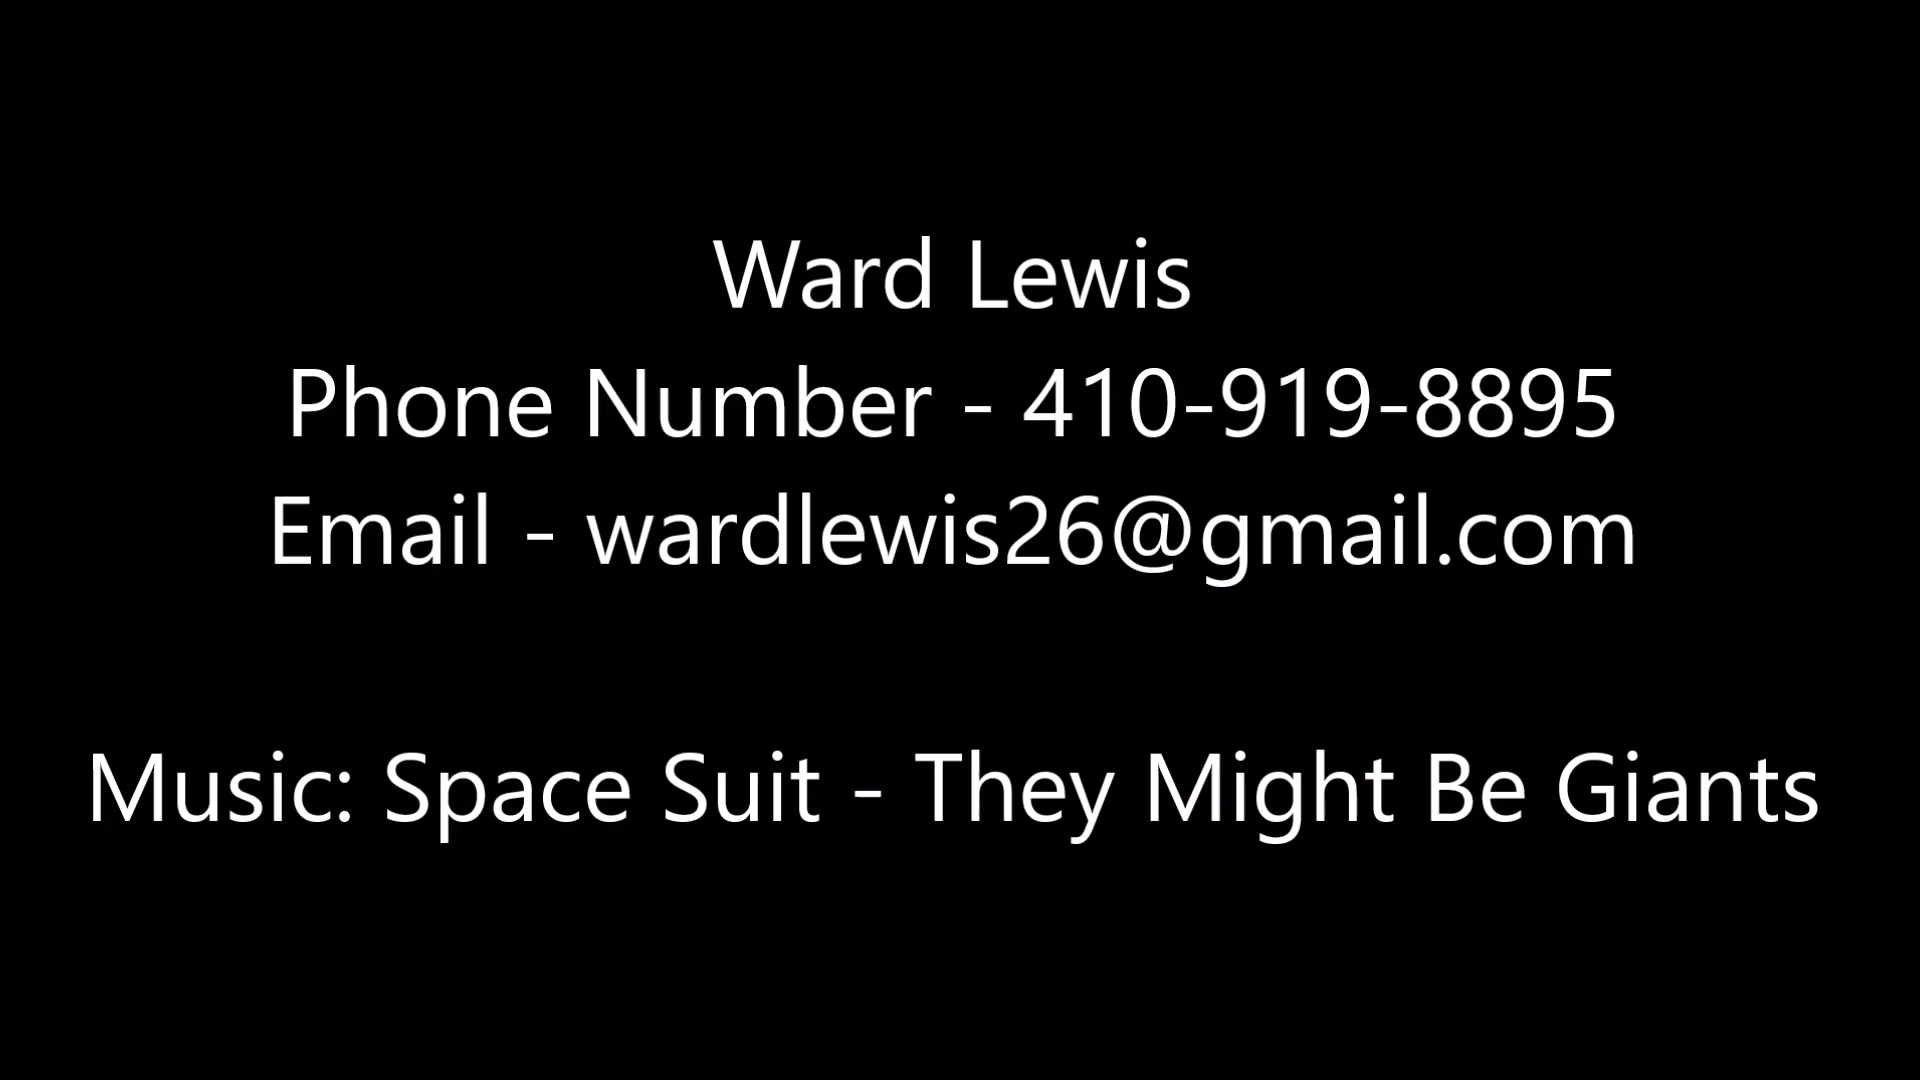 Ward Lewis
Phone Number - 410-919-8895
Email - wardlewis26@gmail.com
Music: Space Suit - They Might Be Giants